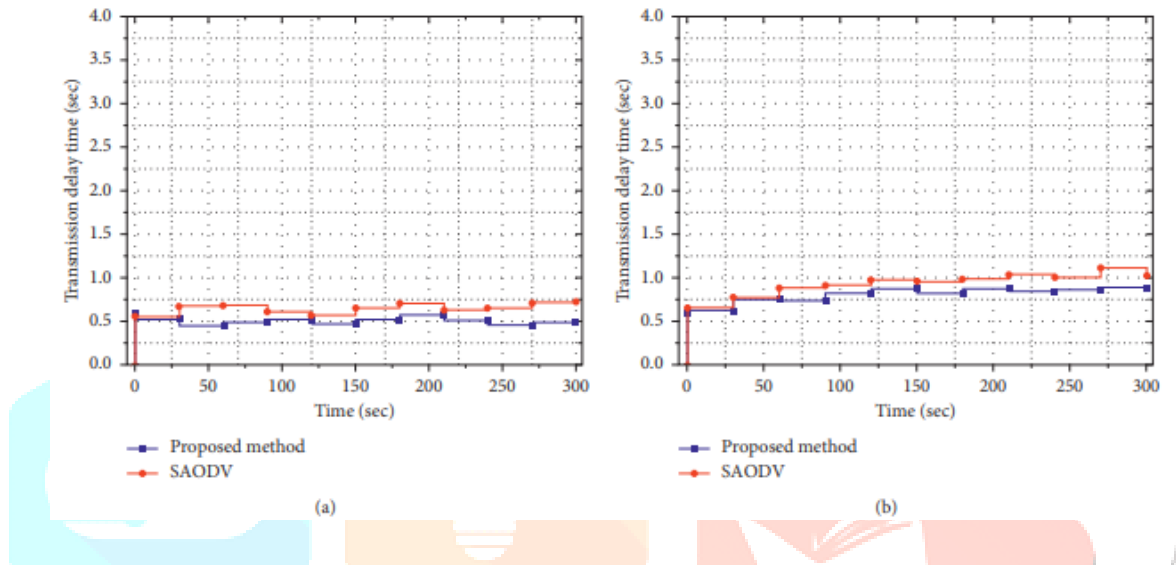 4.0
3.5
3.0
2.5
2.0
1.5
1.0
0.5
0.0
Transmission delay time (sec)
0 50 100 150 200 250 300
Time (sec)
Proposed method
SAODV
(a)
4.0
3.5
3.0
2.5
2.0
1.5
1.0
0.5
0.0
Transmission delay time (sec)
0 50 100 150 200 250 300
Time (sec)
Proposed method
SAODV
(b)